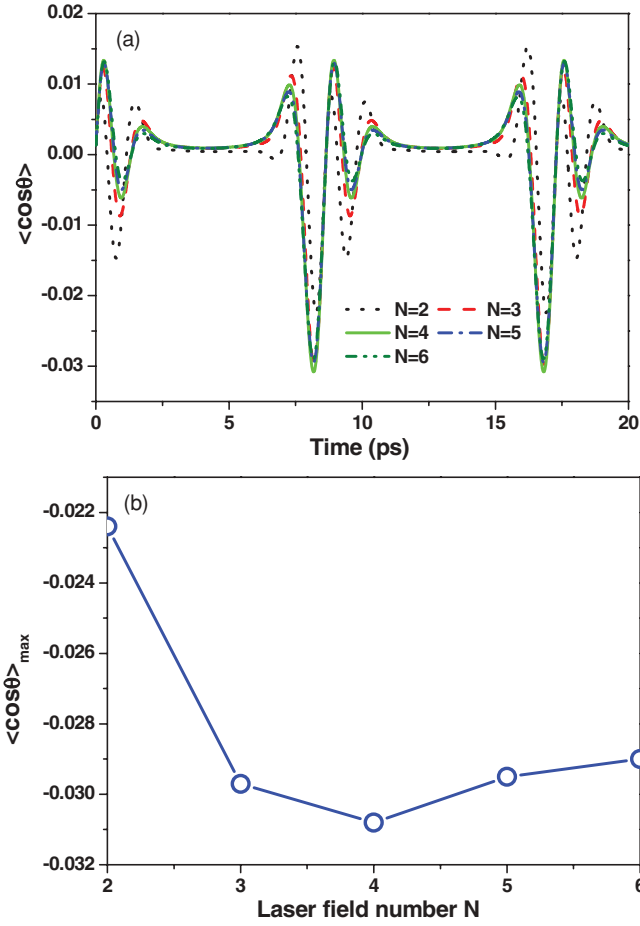 (a)
0.02
0.01
0.00
-0.01
-0.02
-0.03
<cosθ>
N=2 N=3
N=4 N=5
N=6
0 5 10 15 20
Time (ps)
(b)
-0.022
-0.024
-0.026
-0.028
-0.030
-0.032
<cosθ>max
2 3 4 5 6
Laser field number N